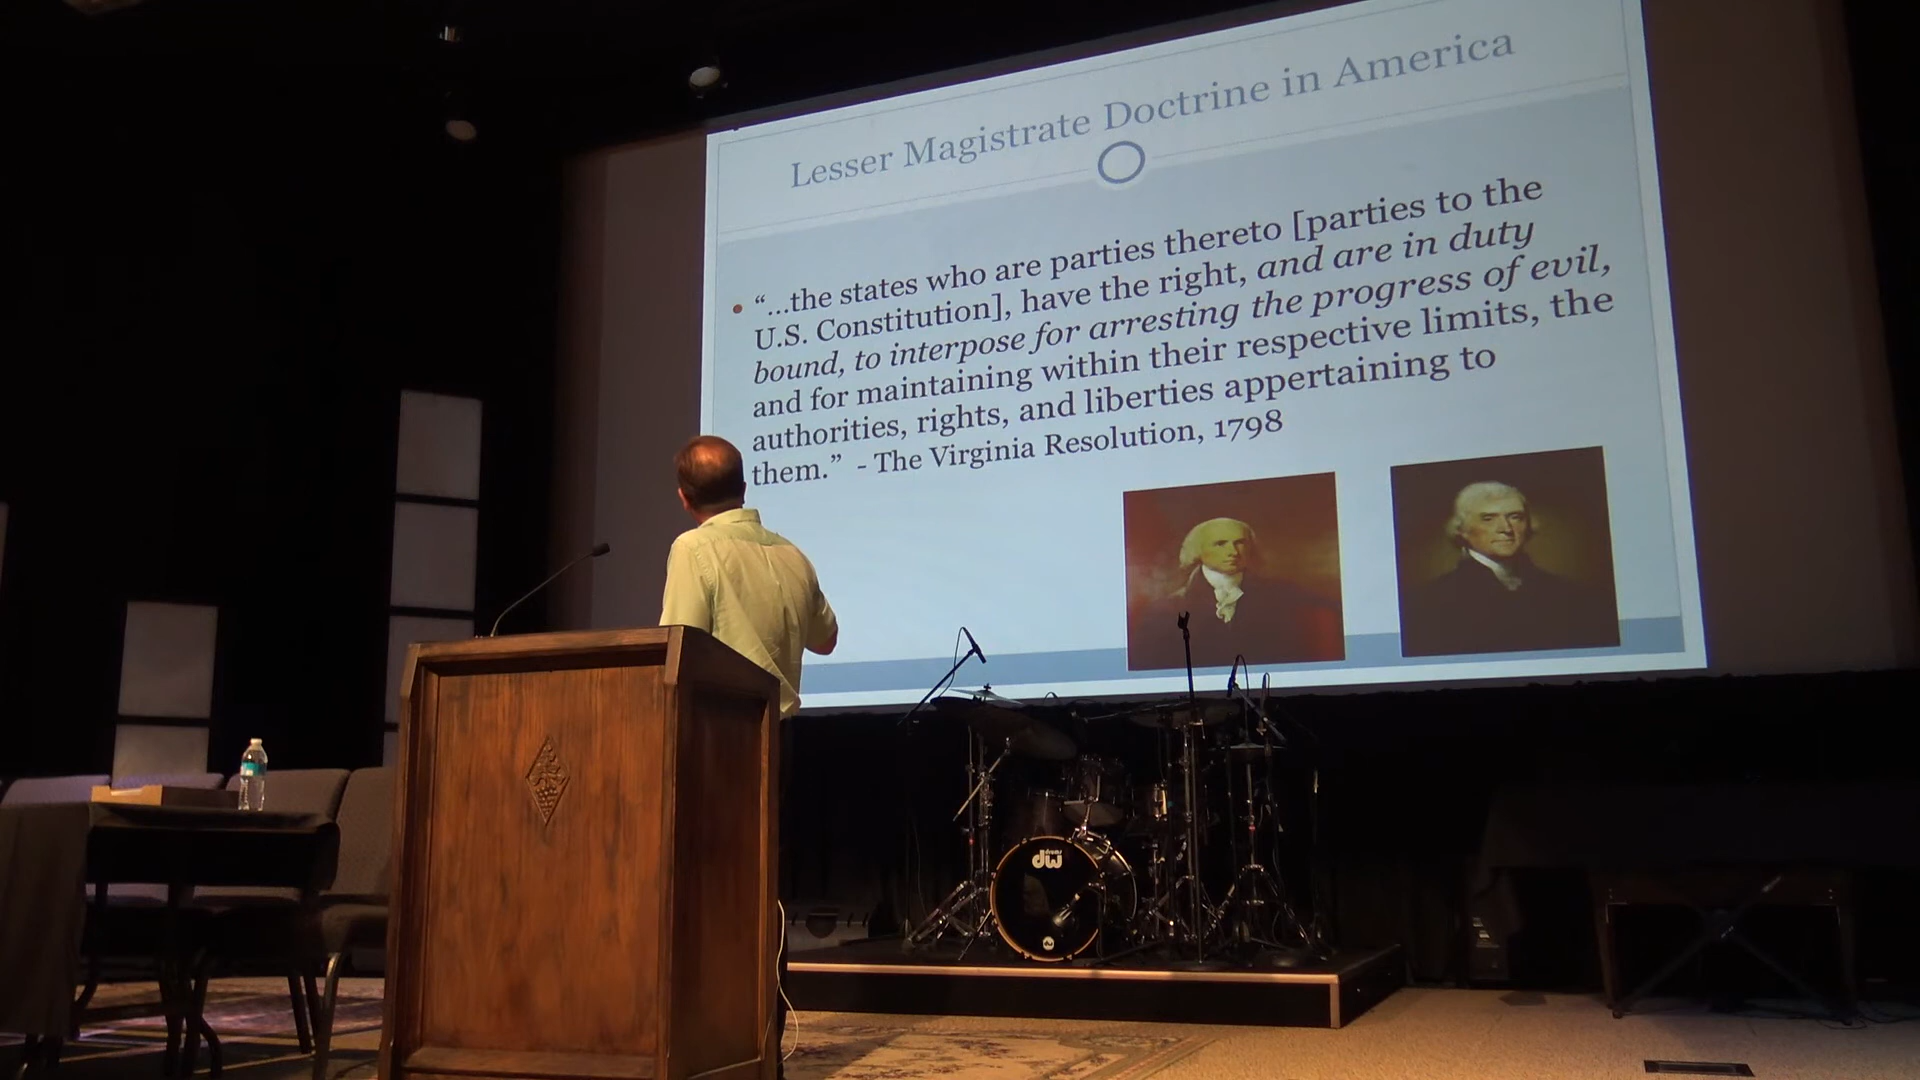 Lesser Magistrate Doctrine in America
• “...the states who are parties thereto [parties to the
U.S. Constitution], have the right, and are in duty
bound, to interpose for arresting the progress of evil,
and for maintaining within their respective limits, the
authorities, rights, and liberties appertaining to
them.” - The Virginia Resolution, 1798
drums
dw
dw